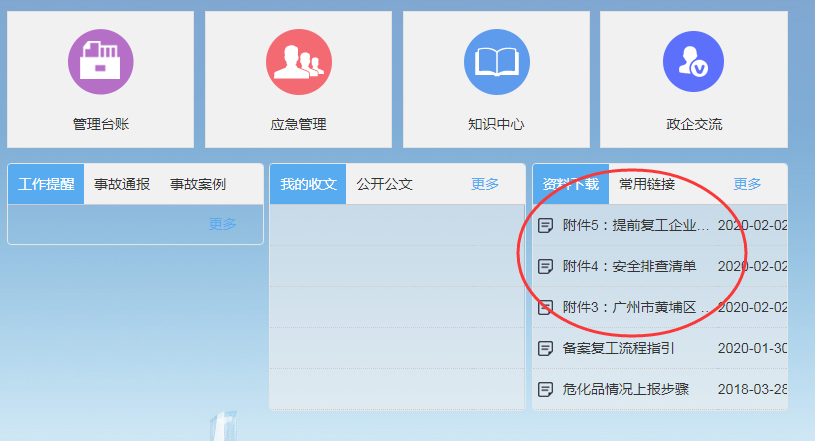 管理台账
应急管理
知识中心
政企交流
工作提醒 事故通报 事故案例
更多
我的收文 公开公文 更多
资料下载 常用链接 更多
附件5：提前复工企业... 2020-02-02
附件4：安全排查清单 2020-02-02
附件3：广州市黄埔区 ... 2020-02-02
备案复工流程指引 2020-01-30
危化品情况上报步骤 2018-03-28